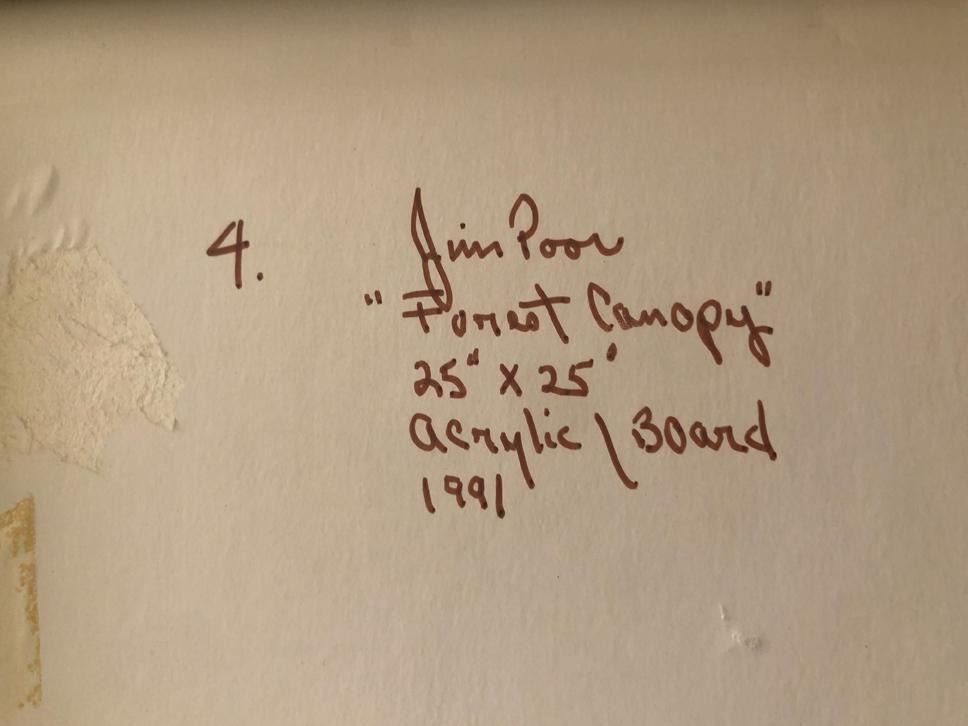 4. Jim Poor
"Forest Canopy"
25" x 25'
Acrylic \ Board
1991